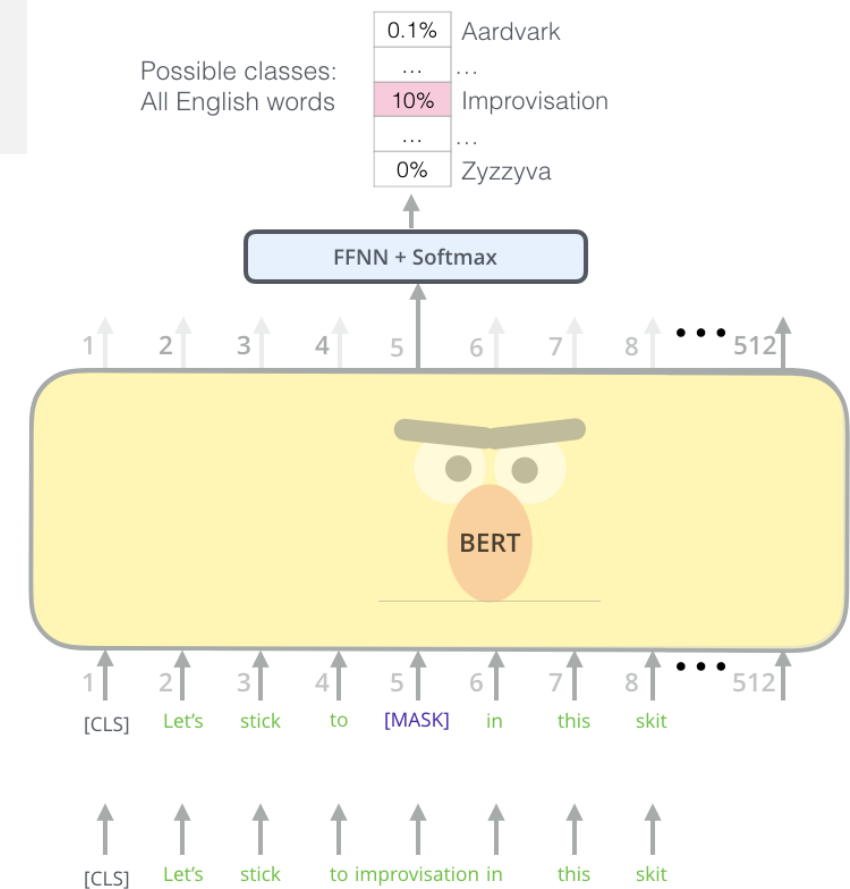 0.1% Aardvark
... ...
Possible classes:
All English words
10% Improvisation
... ...
0% Zyzzyva
FFNN + Softmax
1 2 3 4 5 6 7 8 ••• 512
BERT
1 2 3 4 5 6 7 8 ••• 512
[CLS] Let's stick to [MASK] in this skit
[CLS] Let's stick to improvisation in this skit